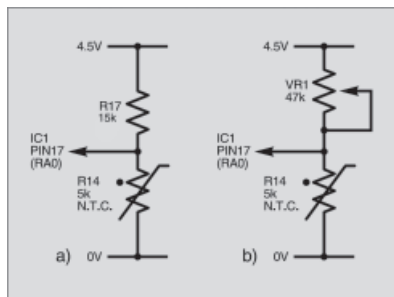 4.5V
R17
15k
IC1
PIN17
(RA0)
R14
5k
N.T.C.
a)
0V
4.5V
VR1
47k
IC1
PIN17
(RA0)
R14
5k
N.T.C.
b)
0V